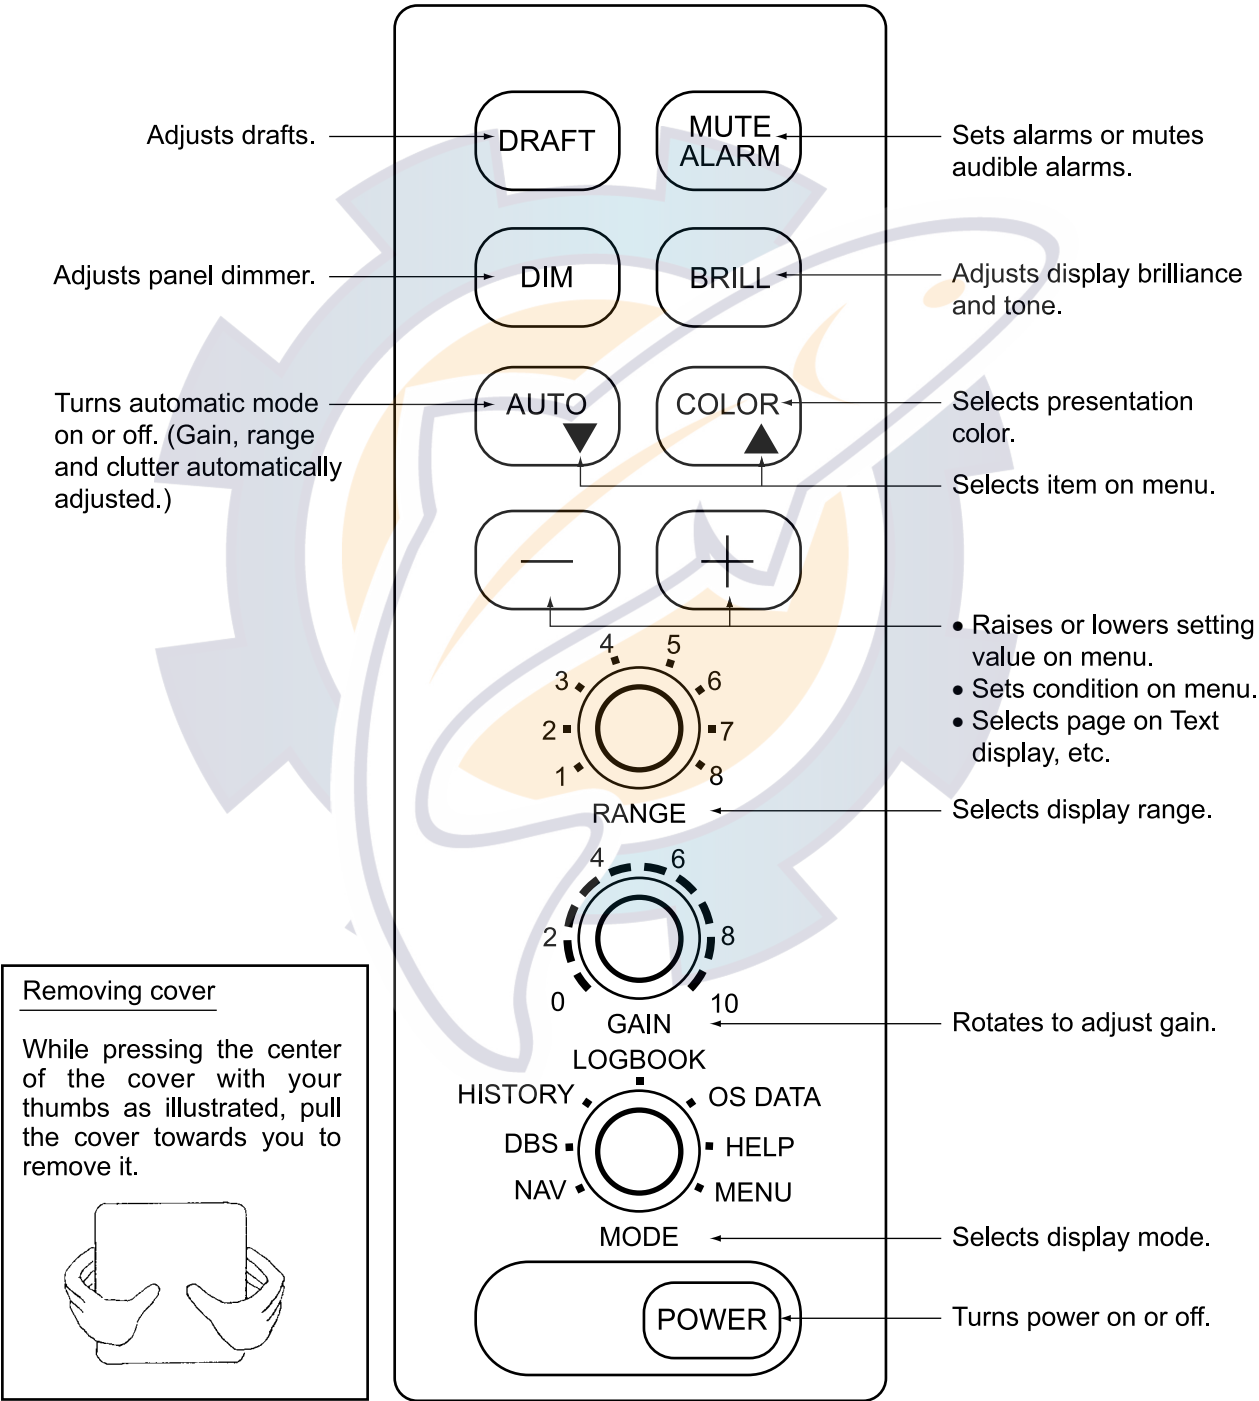 DRAFT
MUTE
ALARM
Adjusts drafts.
Sets alarms or mutes
audible alarms.
DIM
BRILL
Adjusts panel dimmer.
Adjusts display brilliance
and tone.
AUTO
COLOR
Turns automatic mode
on or off. (Gain, range
and clutter automatically
adjusted.)
Selects presentation
color.
Selects item on menu.
—
+
• Raises or lowers setting
value on menu.
• Sets condition on menu.
• Selects page on Text
display, etc.
4
5
3
6
2
7
1
8
RANGE
Selects display range.
4
6
2
8
0
10
GAIN
Rotates to adjust gain.
LOGBOOK
HISTORY
OS DATA
DBS
HELP
NAV
MENU
MODE
Selects display mode.
POWER
Turns power on or off.
Removing cover
While pressing the center
of the cover with your
thumbs as illustrated, pull
the cover towards you to
remove it.